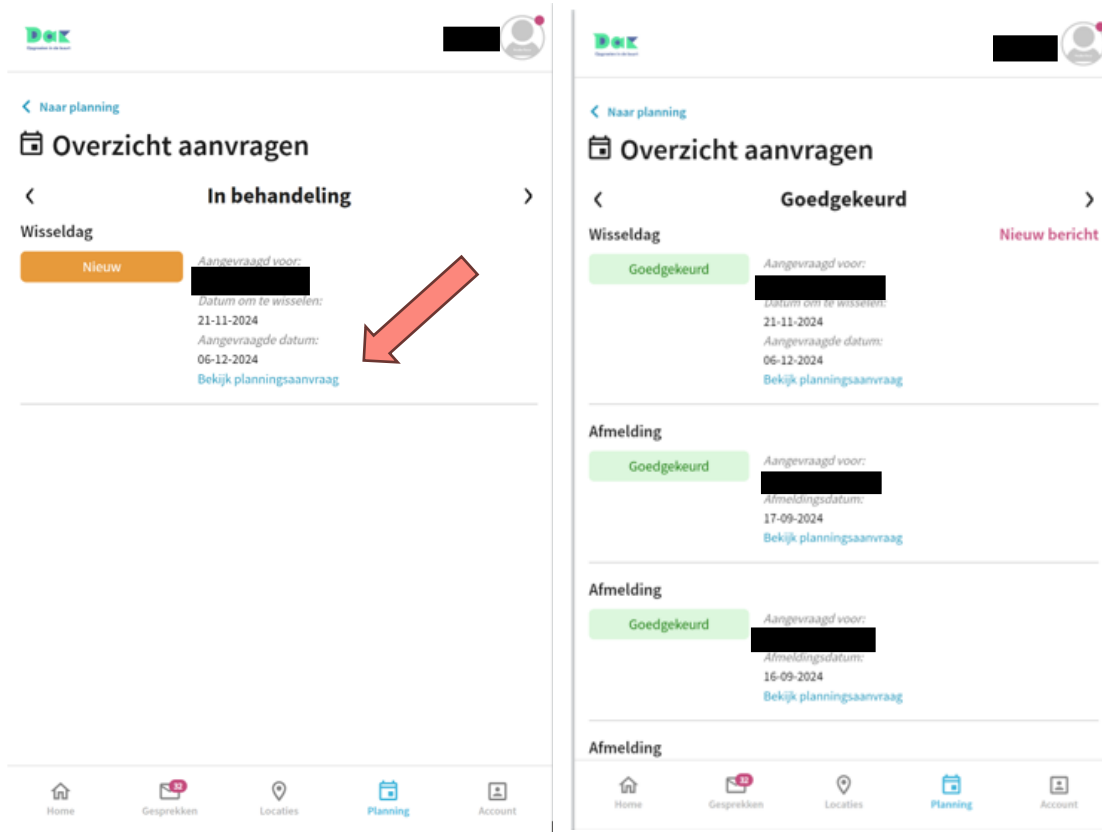 Dak
Naar planning
Overzicht aanvragen
In behandeling
Wisseldag
Nieuw
Aangevraagd voor:
Datum om te wisselen:
21-11-2024
Aangevraagde datum:
06-12-2024
Bekijk planningsaanvraag
Home
32
Gesprekken
Locaties
Planning
Account
Dak
Naar planning
Overzicht aanvragen
Goedgekeurd
Wisseldag
Nieuw bericht
Goedgekeurd
Aangevraagd voor:
Datum om te wisselen:
21-11-2024
Aangevraagde datum:
06-12-2024
Bekijk planningsaanvraag
Afmelding
Goedgekeurd
Aangevraagd voor:
Afmeldingsdatum:
17-09-2024
Bekijk planningsaanvraag
Afmelding
Goedgekeurd
Aangevraagd voor:
Afmeldingsdatum:
16-09-2024
Bekijk planningsaanvraag
Afmelding
Home
32
Gesprekken
Locaties
Planning
Account